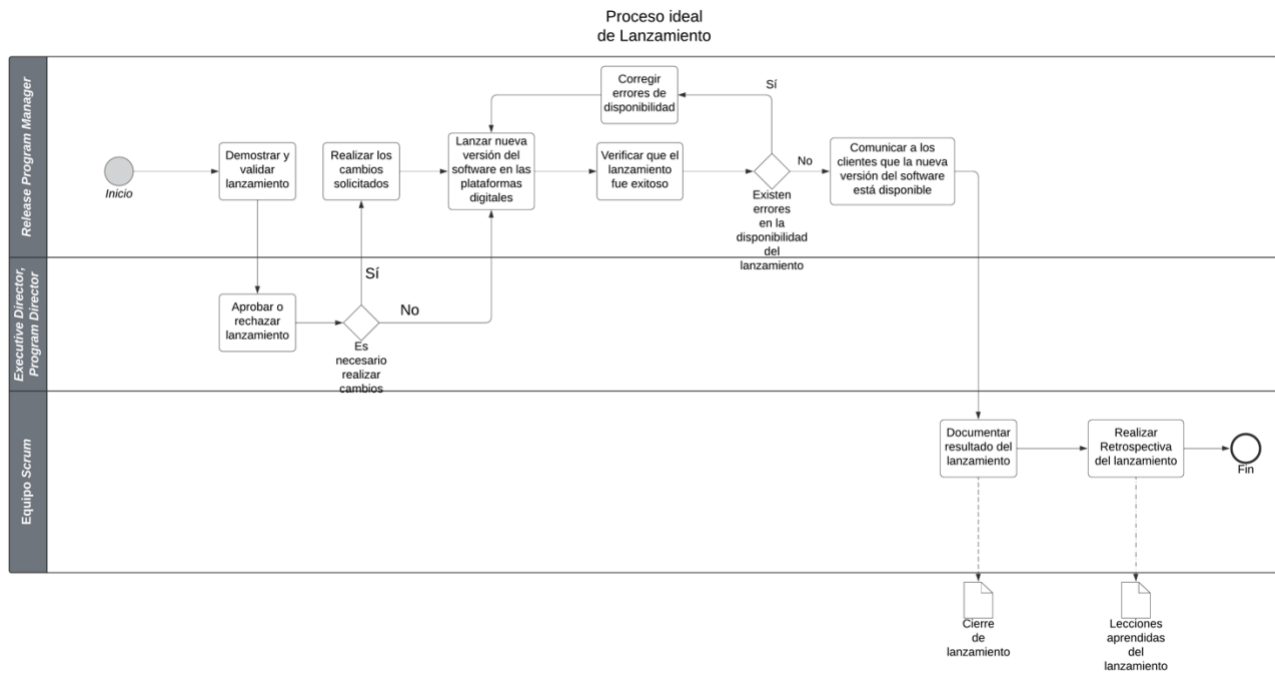 Proceso ideal
de Lanzamiento
Release Program Manager
Inicio
Demostrar y
validar
lanzamiento
Realizar los
cambios
solicitados
Lanzar nueva
versión del
software en las
plataformas
digitales
Corregir
errores de
disponibilidad
Verificar que el
lanzamiento
fue exitoso
Sí
No
Existen
errores
en la
disponibilidad
del
lanzamiento
Comunicar a los
clientes que la nueva
versión del software
está disponible
Executive Director,
Program Director
Aprobar o
rechazar
lanzamiento
Sí
No
Es
necesario
realizar
cambios
Equipo Scrum
Documentar
resultado del
lanzamiento
Realizar
Retrospectiva
del lanzamiento
Fin
Cierre
de
lanzamiento
Lecciones
aprendidas
del
lanzamiento